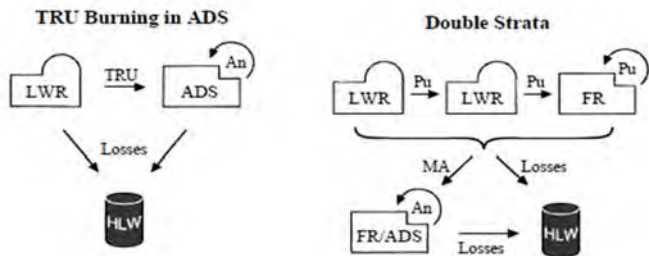 TRU Burning in ADS
LWR
TRU
ADS
An
Losses
HLW
Double Strata
LWR
Pu
LWR
Pu
FR
Pu
MA
Losses
FR/ADS
An
Losses
HLW